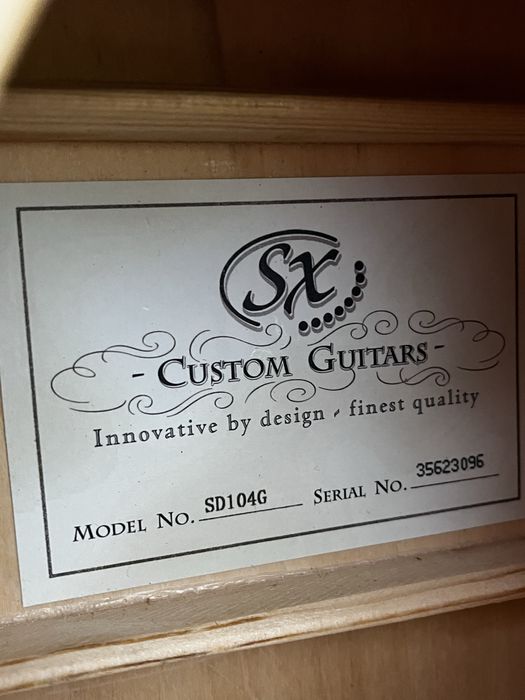 SX
- CUSTOM GUITARS -
Innovative by design - finest quality
MODEL NO. SD104G SERIAL NO. 35623096